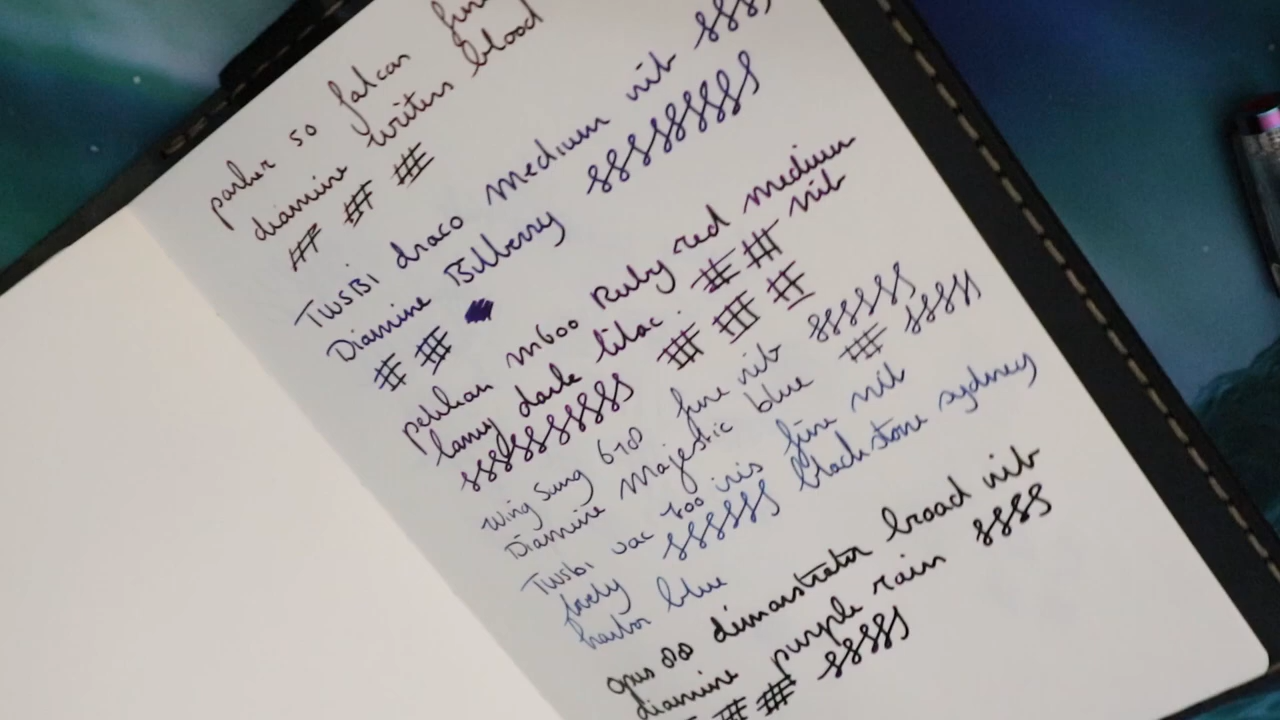 parker 50 falcon fine
diamine writers blood
# # #
TWSBI draco medium nib
Diamine Bilberry
# #
pelikan m600 Ruby red medium
lamy dark lilac. # # nib
# # #
wing Sung 618 fine nib
Diamine Majestic blue #
Twsbi vac 700 iris fine nib
lovely blackstone sydney
harbor blue
opus 88 demonstrator broad nib
diamine purple rain
# #